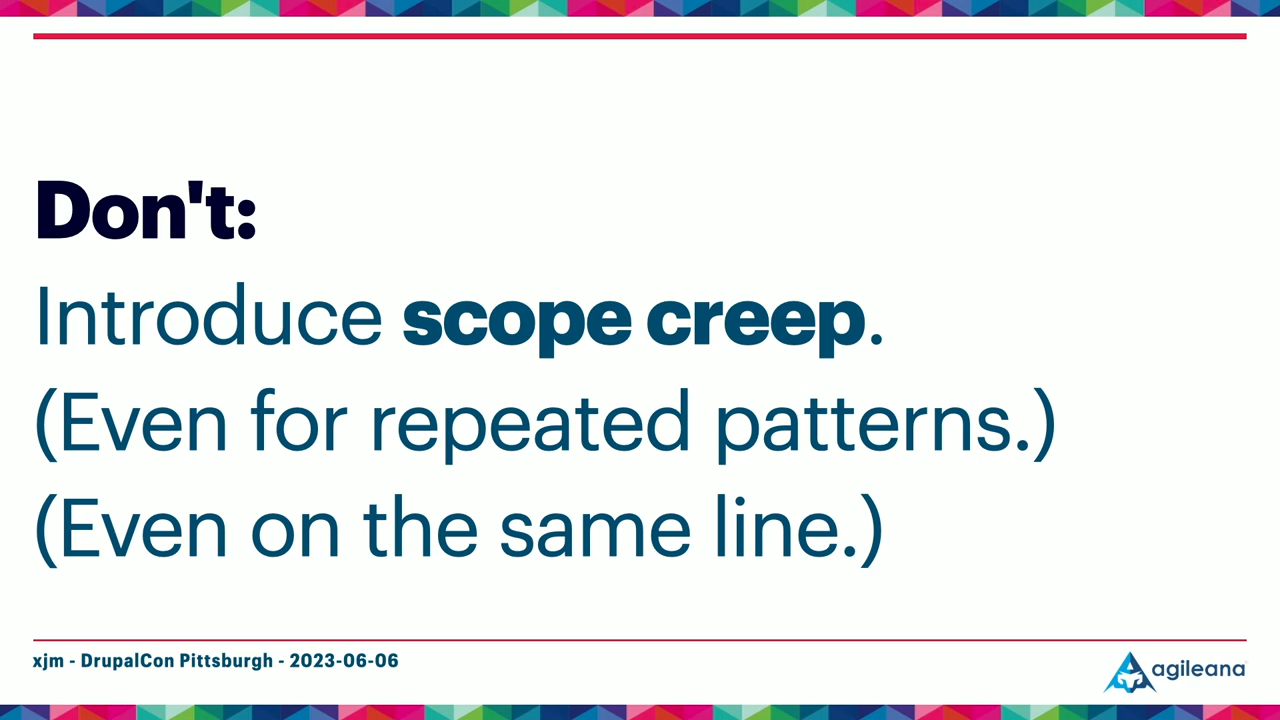 Don't:
Introduce scope creep.
(Even for repeated patterns.)
(Even on the same line.)
xjm - DrupalCon Pittsburgh - 2023-06-06
agileana